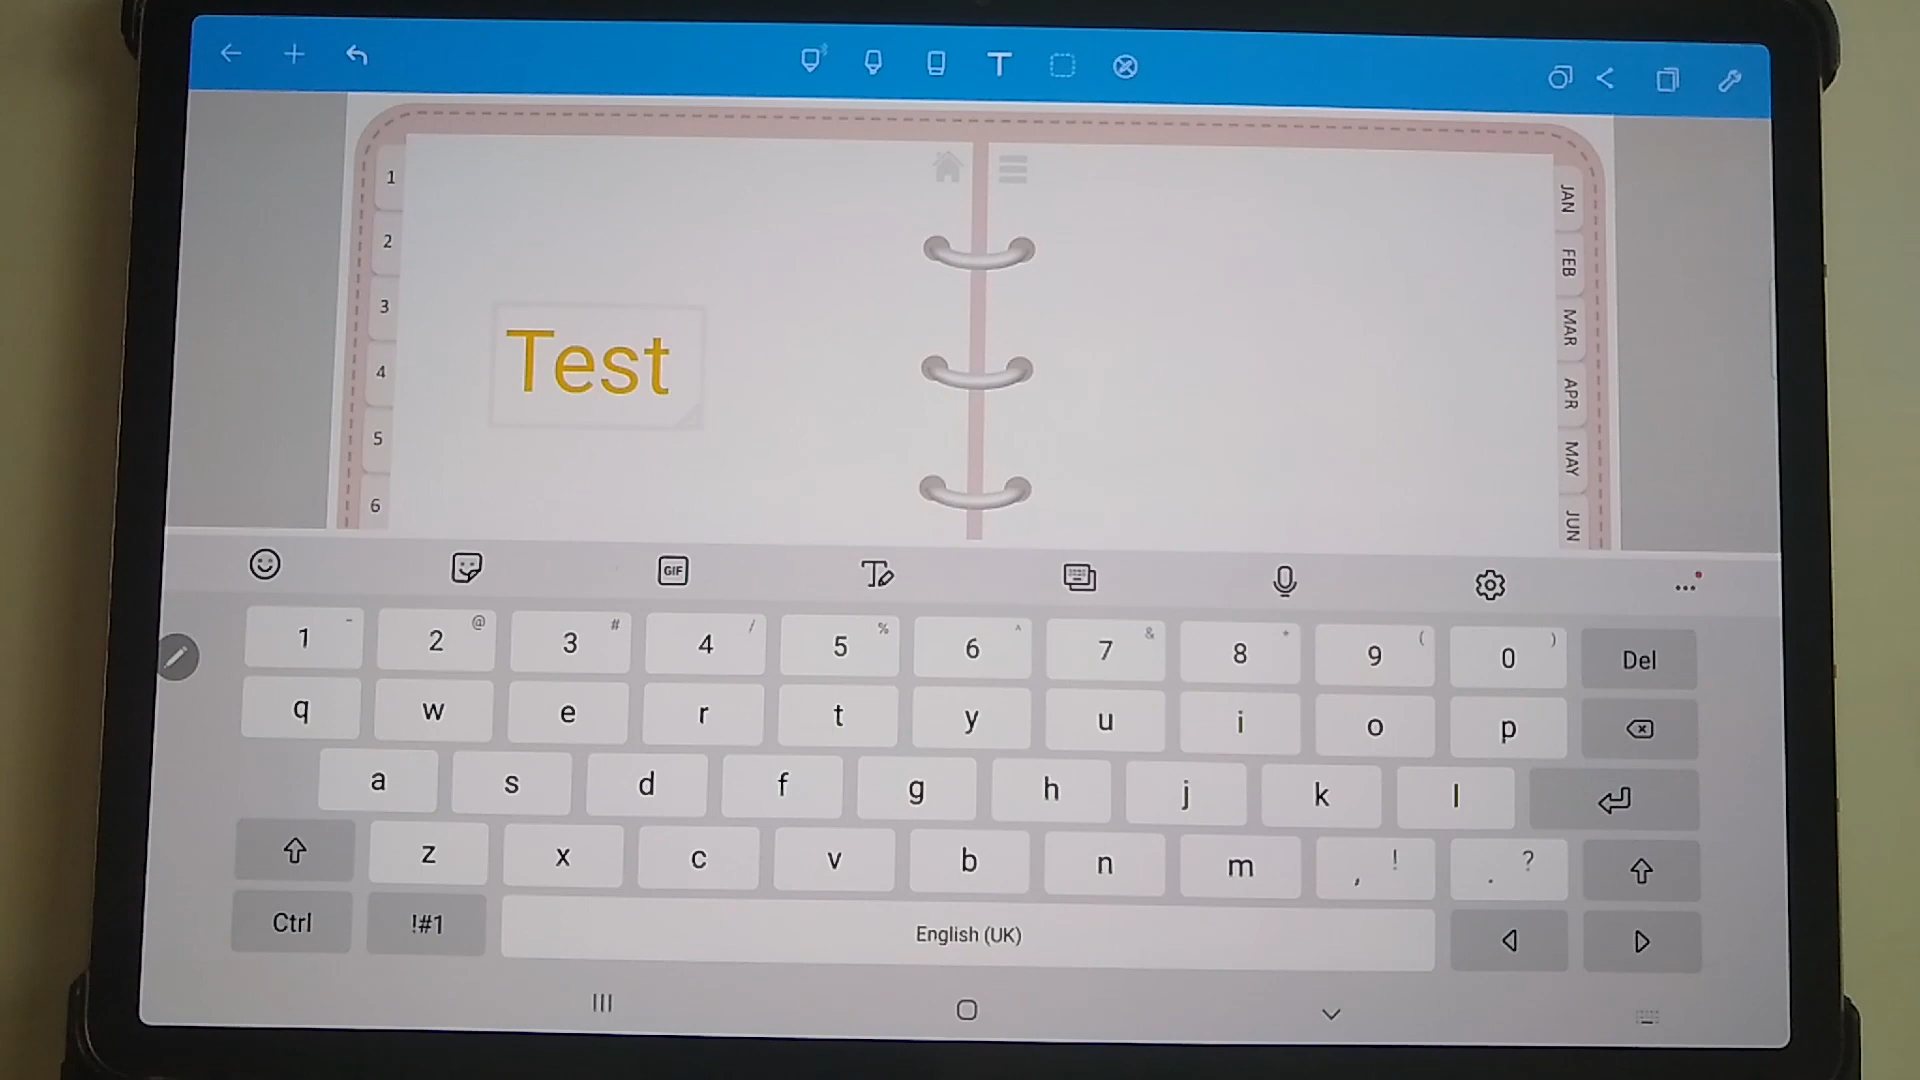 1
2
3
4
5
6
Test
JAN
FEB
MAR
APR
MAY
JUN
GIF
1 - 2 @ 3 # 4 / 5 % 6 ^ 7 & 8 * 9 ( 0 ) Del
q w e r t y u i o p
a s d f g h j k l
z x c v b n m , ! . ?
Ctrl !#1 English (UK)